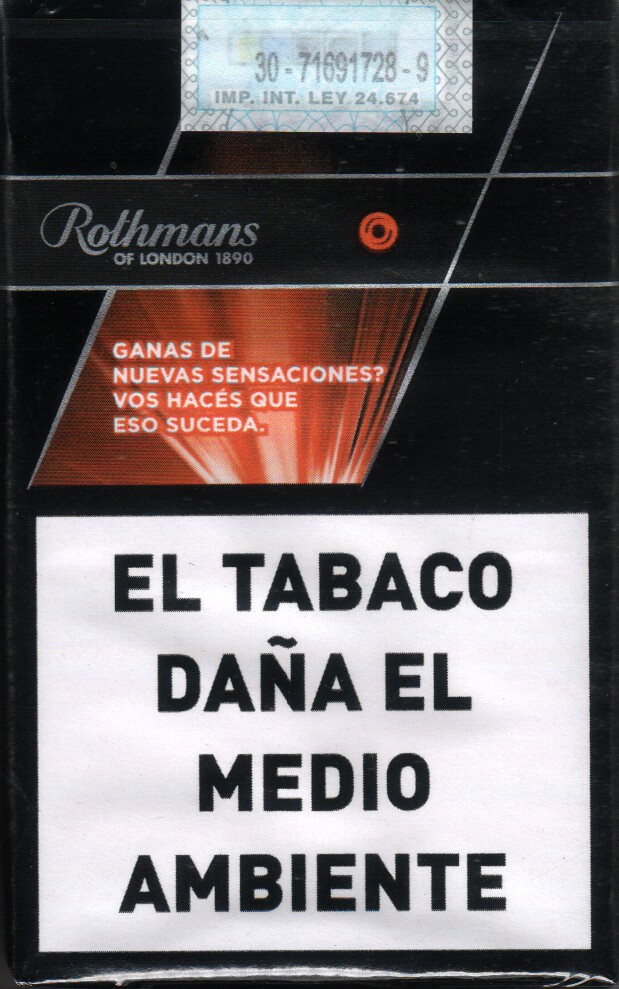 30-71691728-9
IMP. INT. LEY 24.674
Rothmans
OF LONDON 1890
GANAS DE
NUEVAS SENSACIONES?
VOS HACÉS QUE
ESO SUCEDA.
EL TABACO
DAÑA EL
MEDIO
AMBIENTE